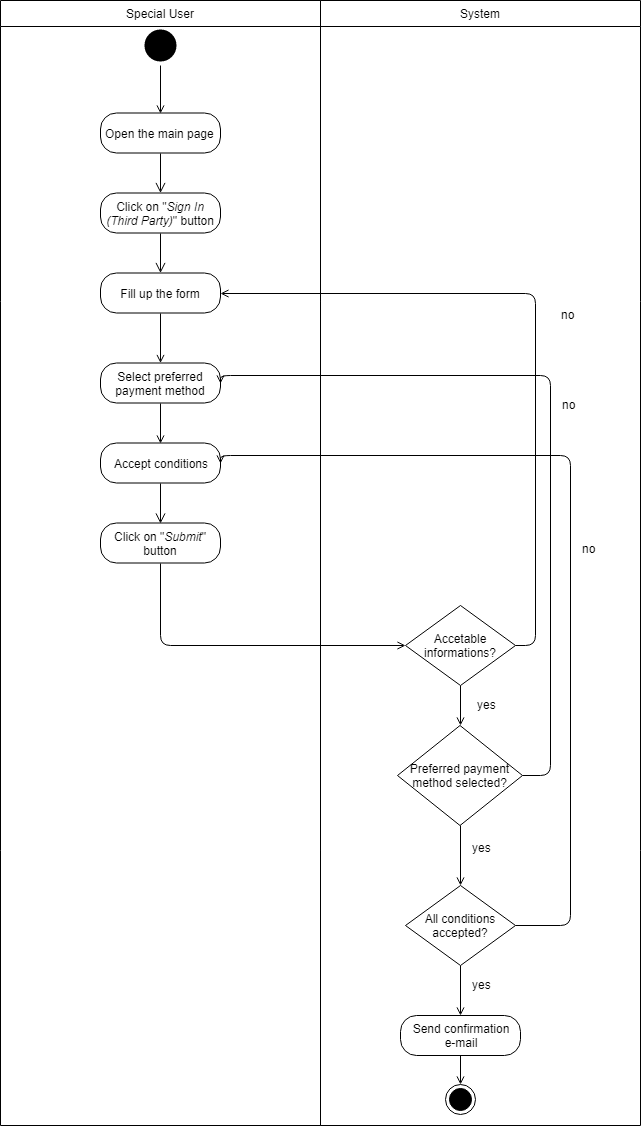 Special User
System
Open the main page
Click on "Sign In
(Third Party)" button
Fill up the form
no
Select preferred
payment method
no
Accept conditions
Click on "Submit"
button
no
Accetable
informations?
yes
Preferred payment
method selected?
yes
All conditions
accepted?
yes
Send confirmation
e-mail